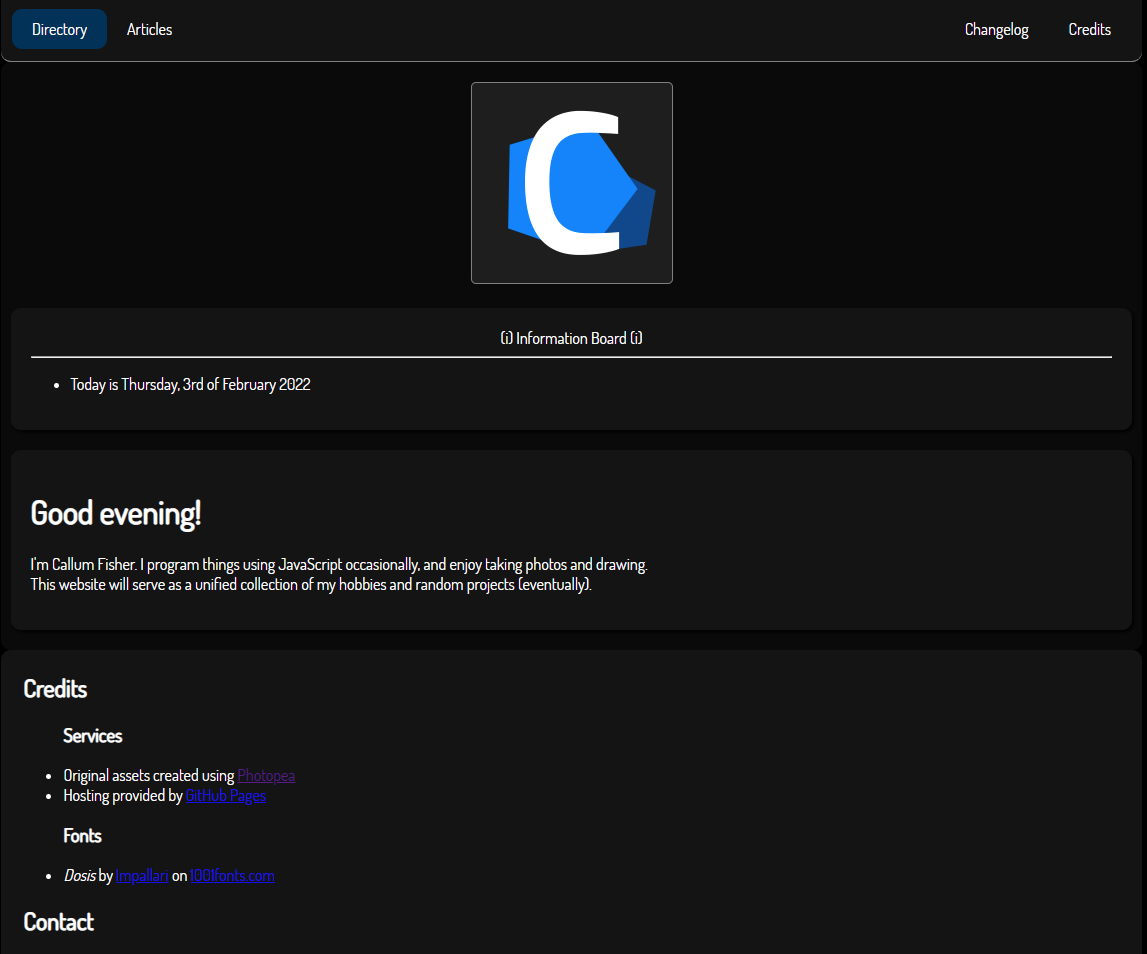 Directory Articles Changelog Credits
C
(i) Information Board (i)
• Today is Thursday, 3rd of February 2022
Good evening!
I'm Callum Fisher. I program things using JavaScript occasionally, and enjoy taking photos and drawing.
This website will serve as a unified collection of my hobbies and random projects (eventually).
Credits
Services
• Original assets created using Photopea
• Hosting provided by GitHub Pages
Fonts
• Dosis by Impallari on 1001fonts.com
Contact